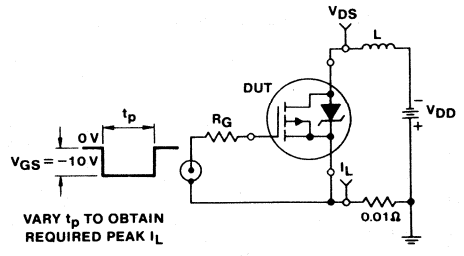 VDS
L
DUT
tp
RG
0 V
VGS = −10 V
−
VDD
+
IL
0.01Ω
VARY tp TO OBTAIN
REQUIRED PEAK IL